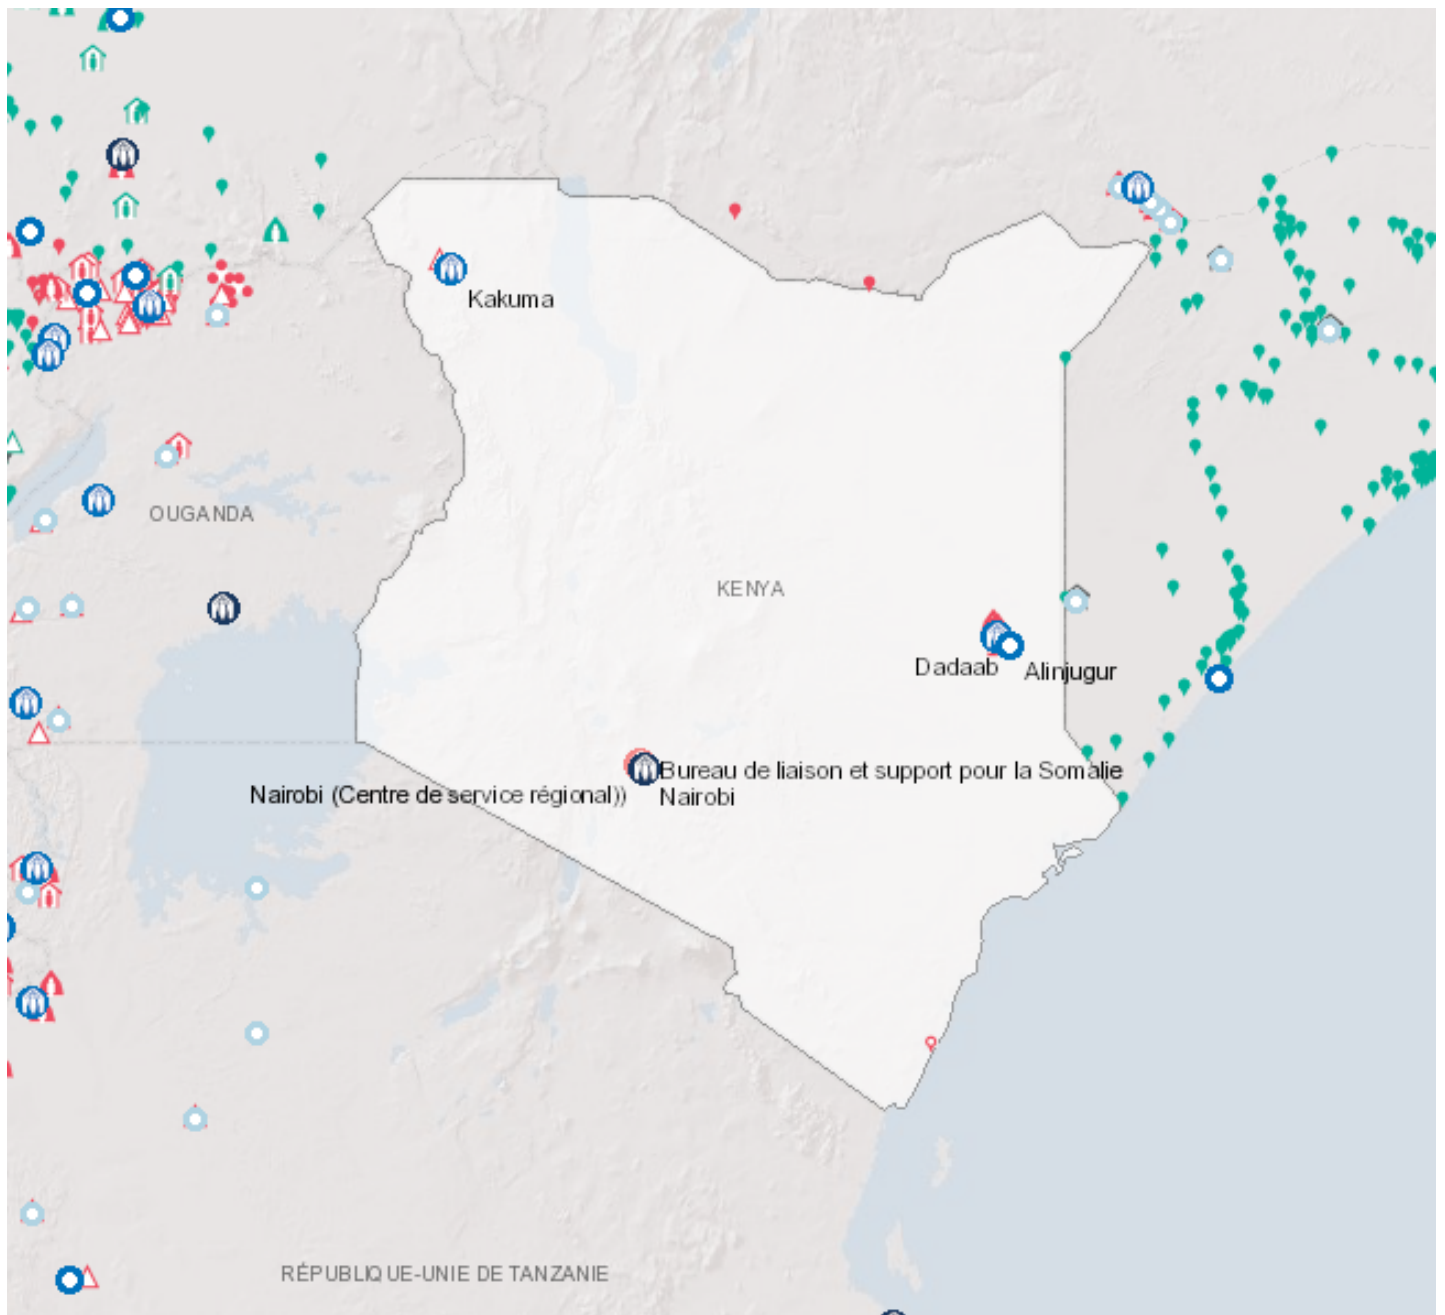 Kakuma
OUGANDA
KENYA
Dadaab
Alinjugur
Bureau de liaison et support pour la Somalie
Nairobi (Centre de service régional))
Nairobi
RÉPUBLIQUE-UNIE DE TANZANIE